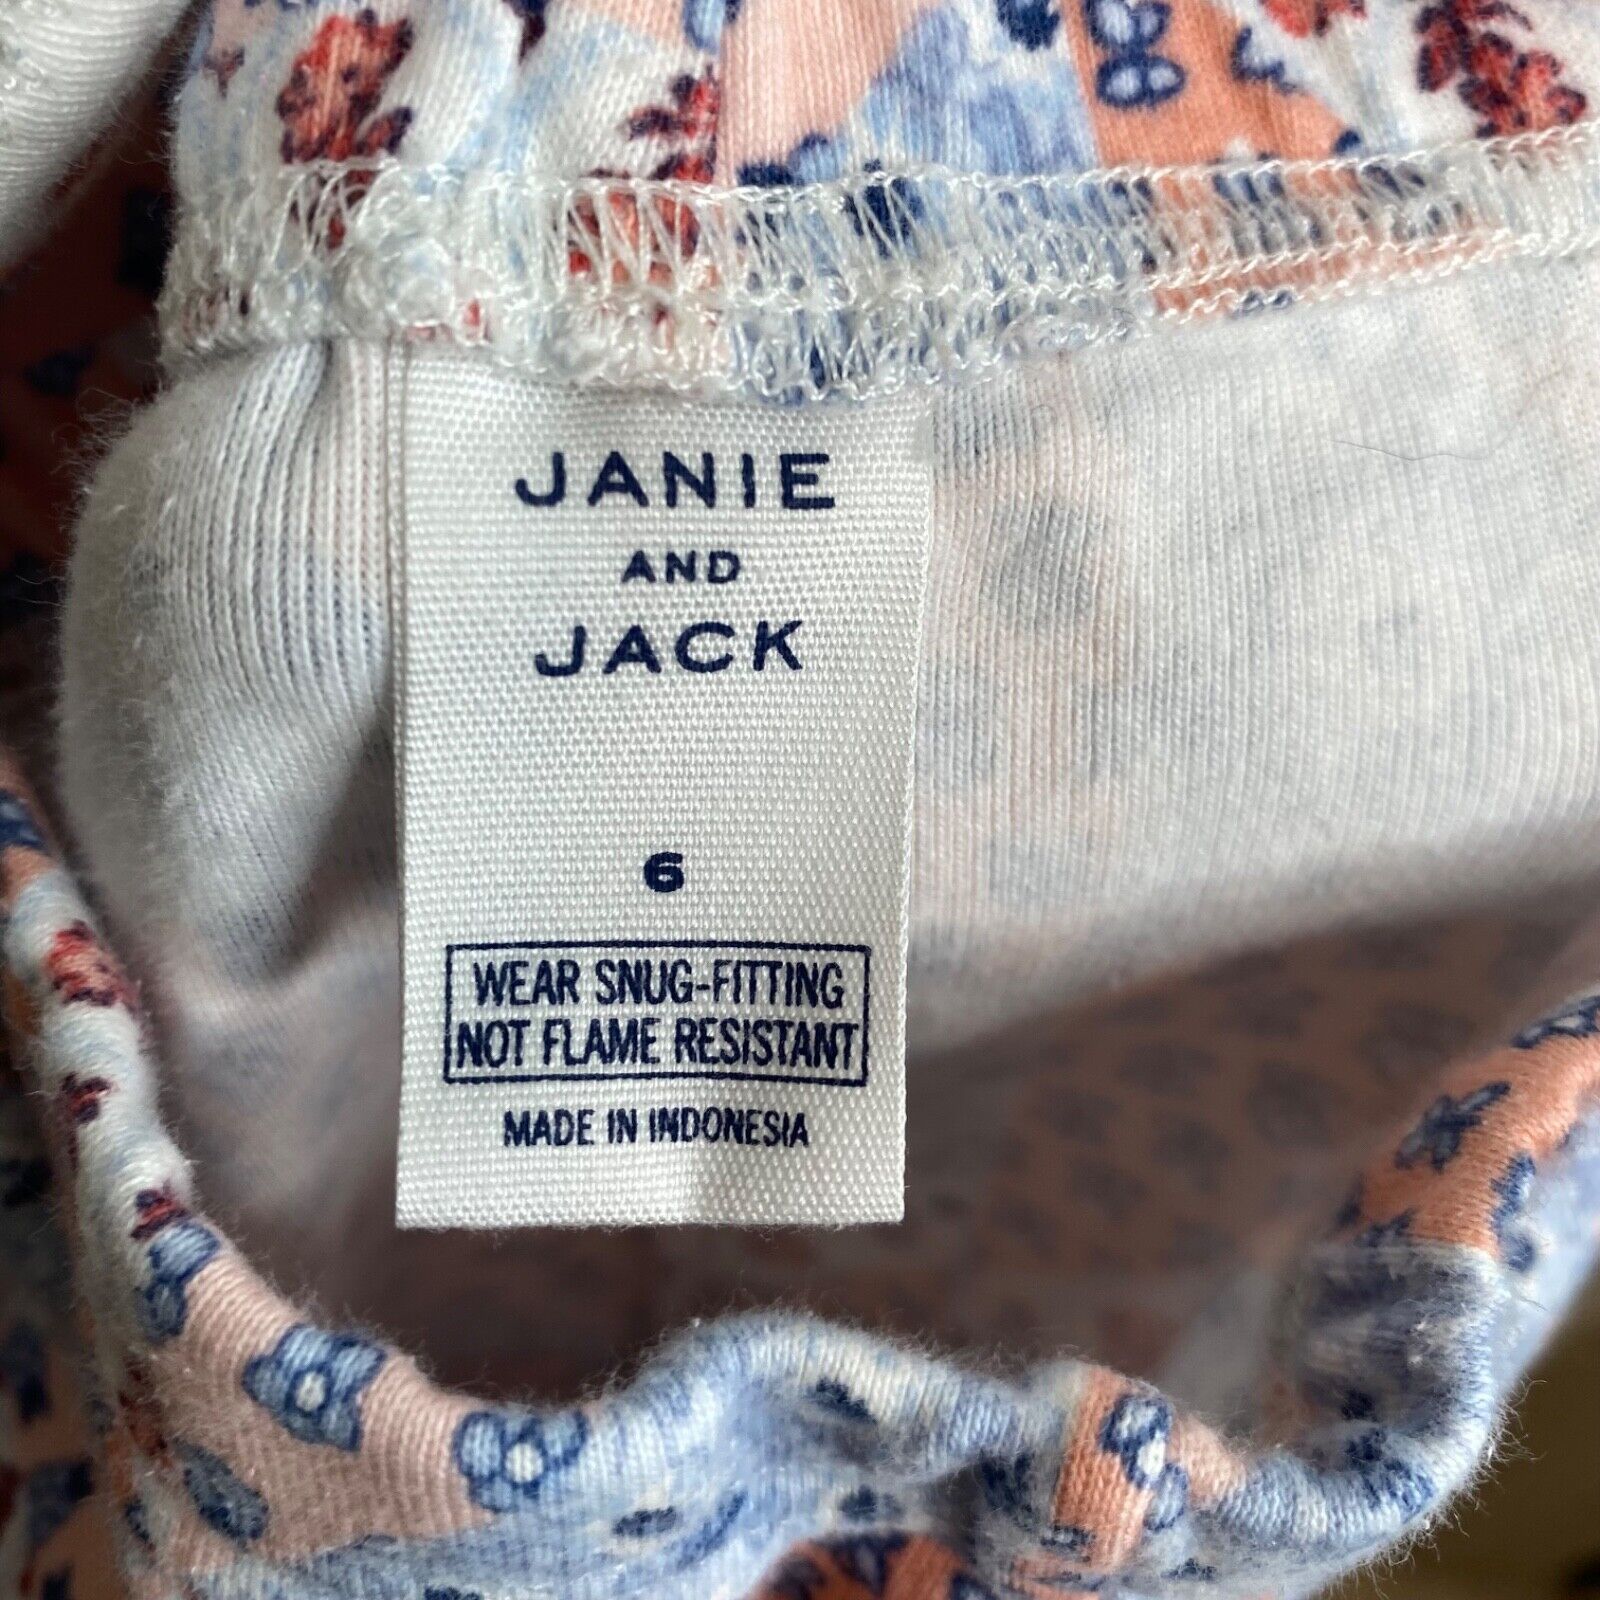 JANIE
AND
JACK
6
WEAR SNUG-FITTING
NOT FLAME RESISTANT
MADE IN INDONESIA